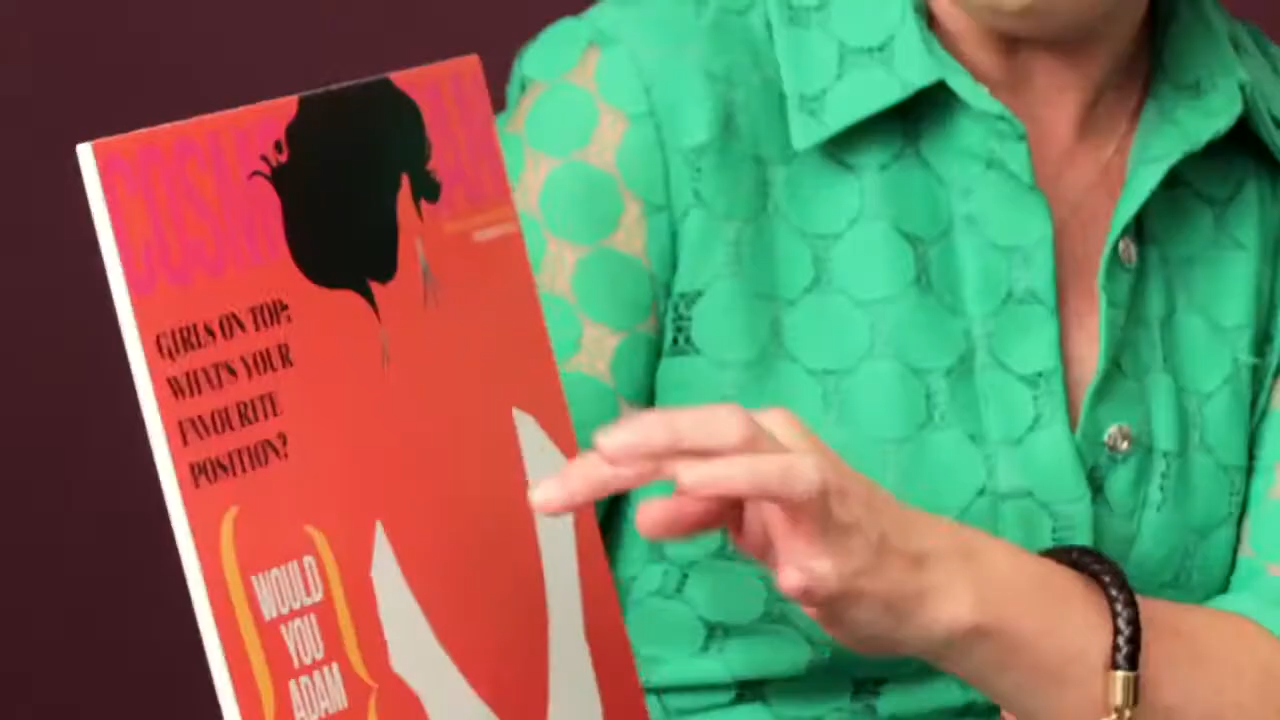 GIRLS ON TOP:
WHAT'S YOUR
FAVOURITE
POSITION?
WOULD
YOU
ADAM